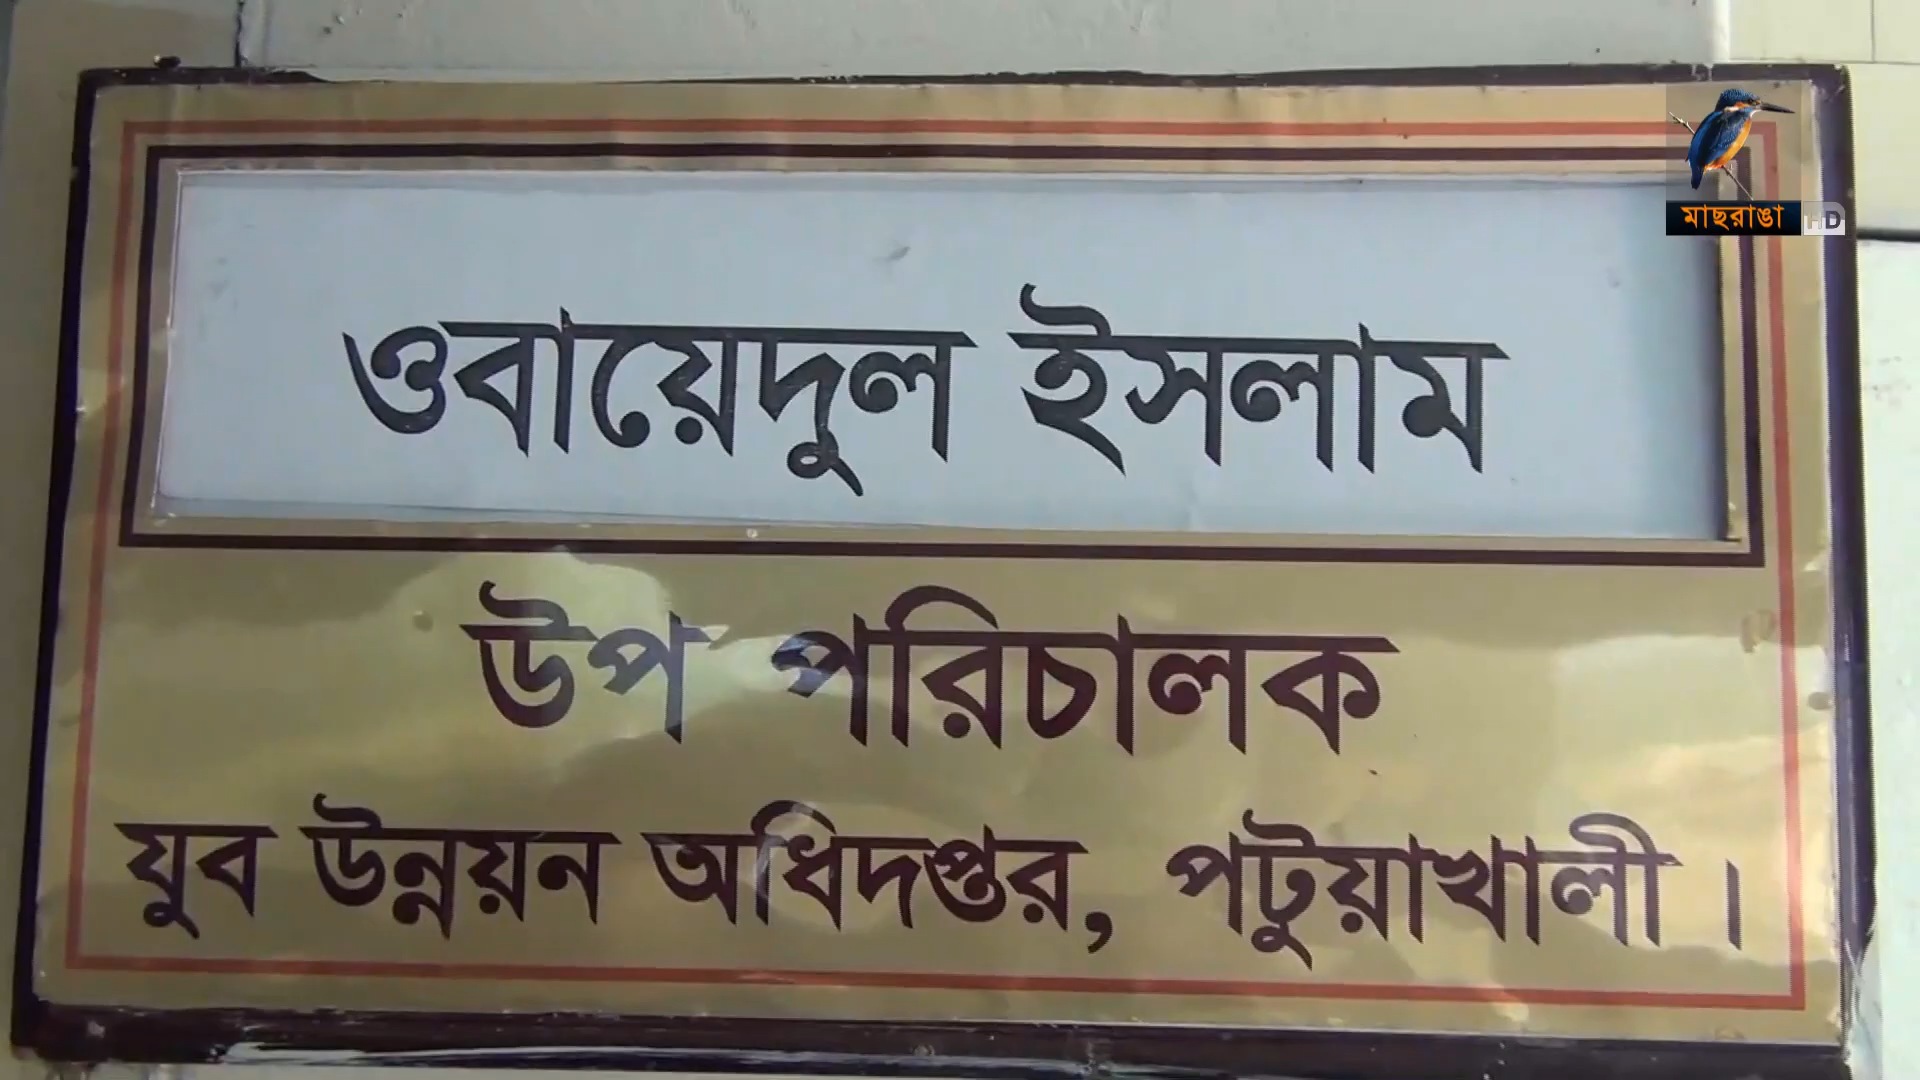 মাছরাঙা HD
ওবায়েদুল ইসলাম
উপ পরিচালক
যুব উন্নয়ন অধিদপ্তর, পটুয়াখালী।